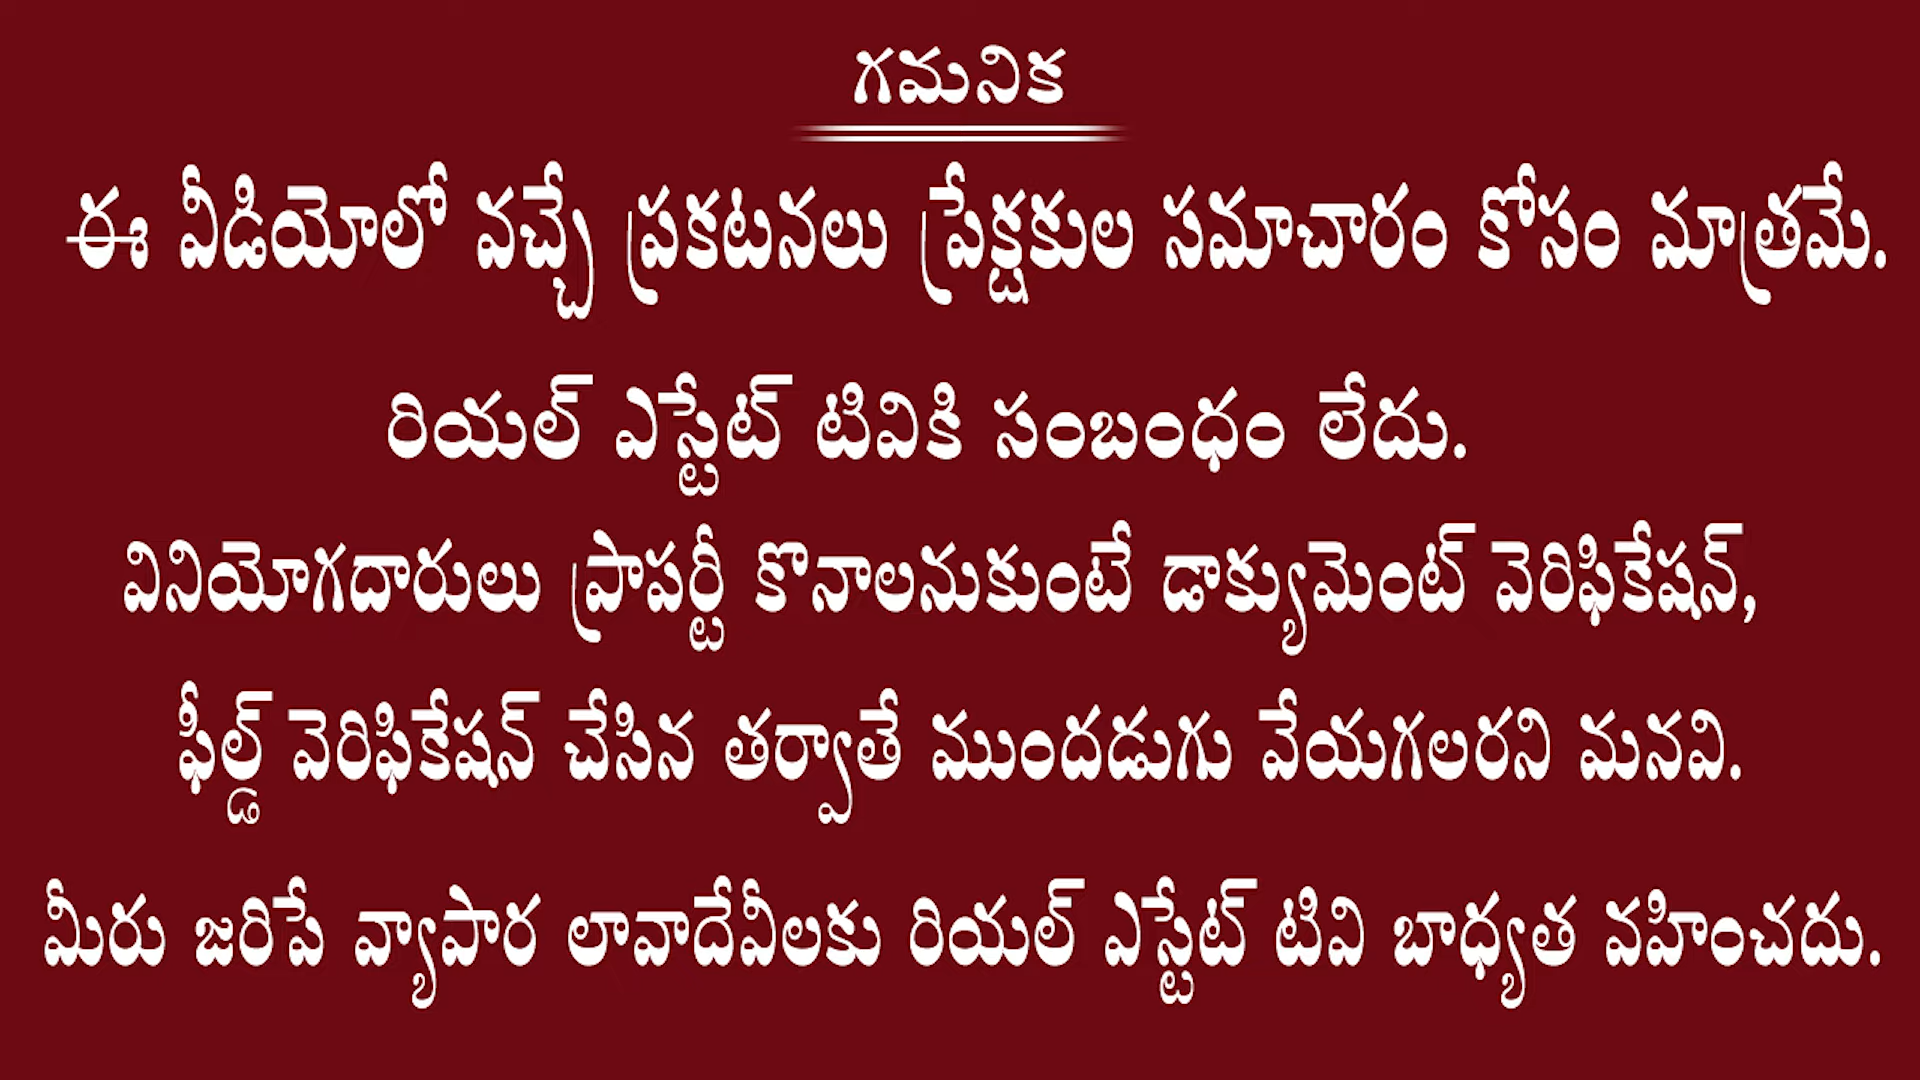 గమనిక
ఈ వీడియోలో వచ్చే ప్రకటనలు ప్రేక్షకుల సమాచారం కోసం మాత్రమే.
రియల్ ఎస్టేట్ టివికి సంబంధం లేదు.
వినియోగదారులు ప్రాపర్టీ కొనాలనుకుంటే డాక్యుమెంట్ వెరిఫికేషన్,
ఫీల్డ్ వెరిఫికేషన్ చేసిన తర్వాతే ముందడుగు వేయగలరని మనవి.
మీరు జరిపే వ్యాపార లావాదేవీలకు రియల్ ఎస్టేట్ టివి బాధ్యత వహించదు.